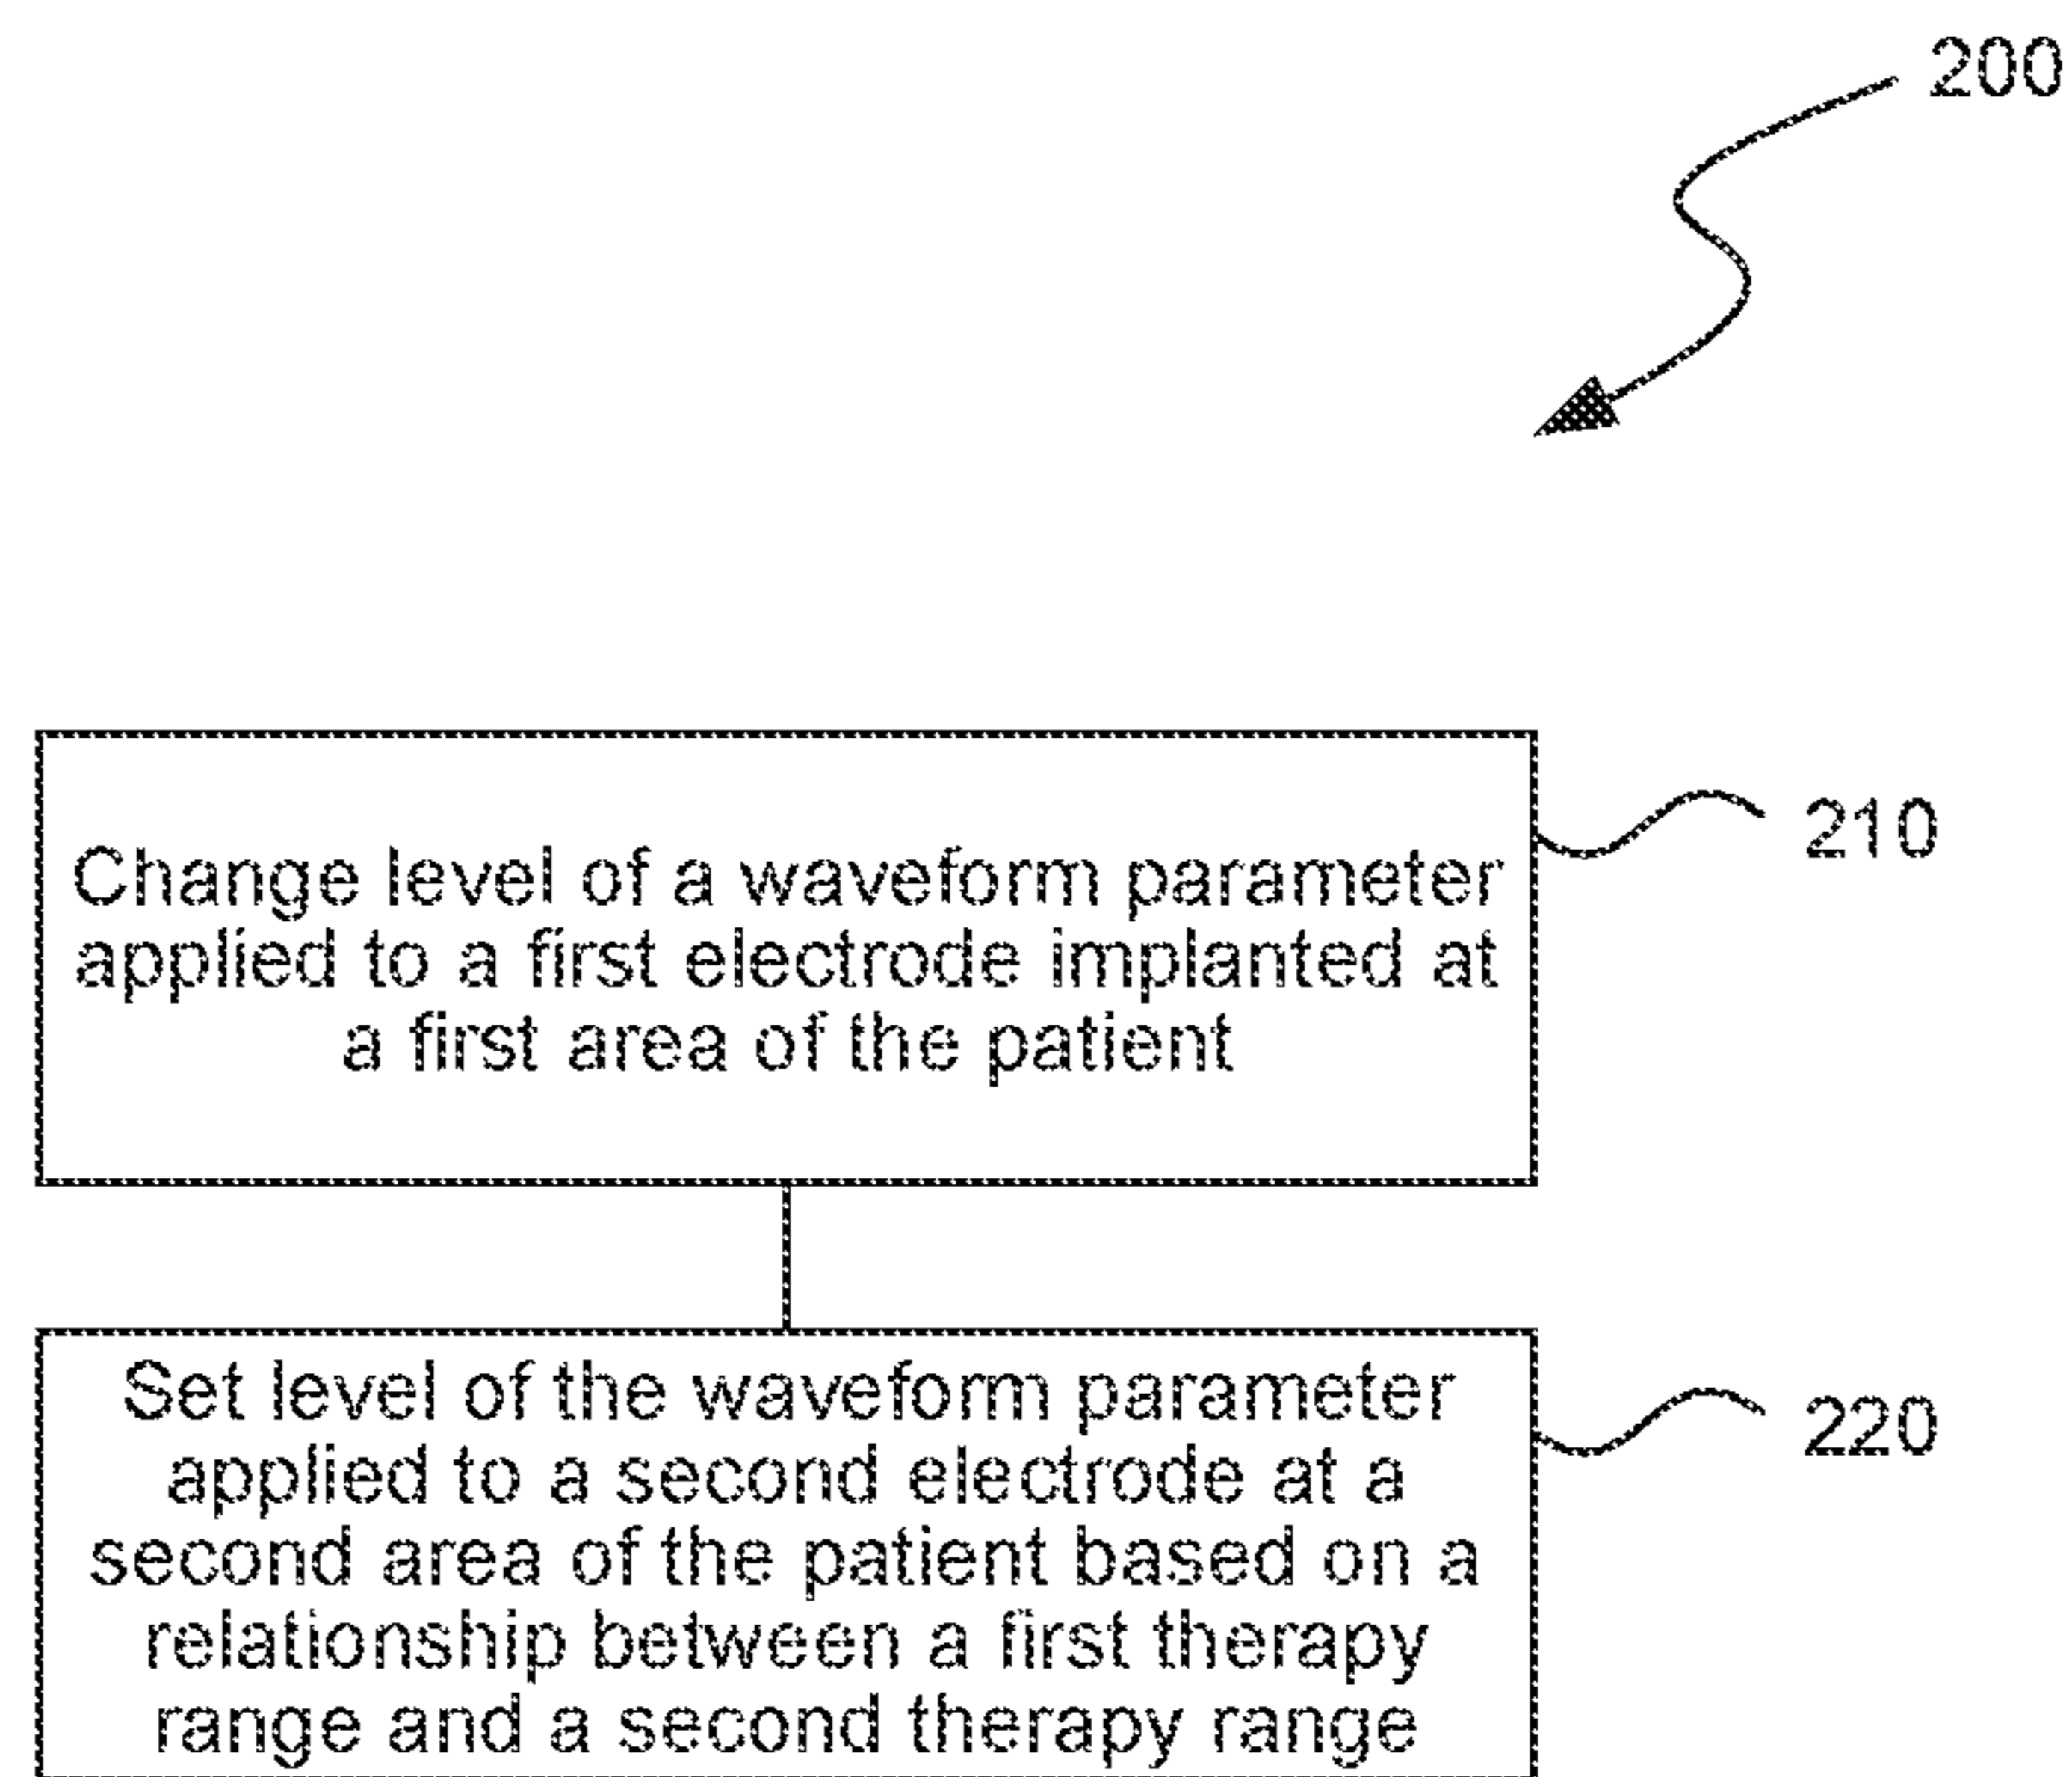 200
210
Change level of a waveform parameter
applied to a first electrode implanted at
a first area of the patient
220
Set level of the waveform parameter
applied to a second electrode at a
second area of the patient based on a
relationship between a first therapy
range and a second therapy range